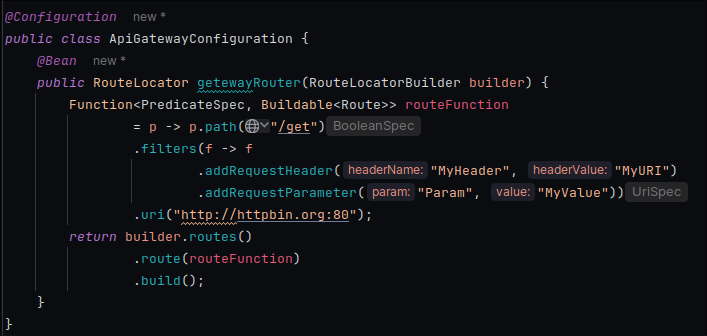 @Configuration new *
public class ApiGatewayConfiguration {
@Bean new *
public RouteLocator getewayRouter(RouteLocatorBuilder builder) {
Function<PredicateSpec, Buildable<Route>> routeFunction
= p -> p.path("/get") BooleanSpec
.filters(f -> f
.addRequestHeader( headerName: "MyHeader", headerValue: "MyURI")
.addRequestParameter( param: "Param", value: "MyValue")) UriSpec
.uri("http://httpbin.org:80");
return builder.routes()
.route(routeFunction)
.build();
}
}